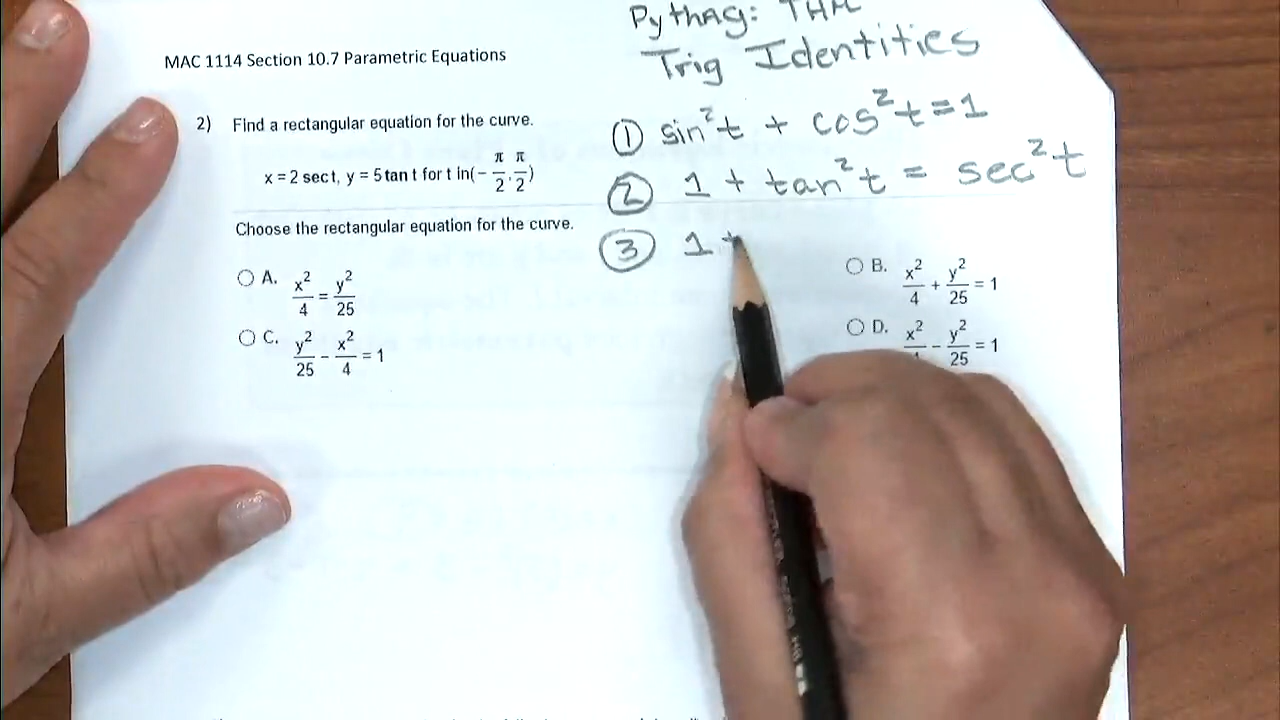 Pythag: THM
Trig Identities
MAC 1114 Section 10.7 Parametric Equations
2) FInd a rectangular equation for the curve.
x = 2 sec t, y = 5 tan t for t in (-π/2, π/2)
① sin²t + cos²t = 1
② 1 + tan²t = sec²t
③ 1 +
Choose the rectangular equation for the curve.
A. x²/4 = y²/25
B. x²/4 + y²/25 = 1
C. y²/25 - x²/4 = 1
D. x²/4 - y²/25 = 1